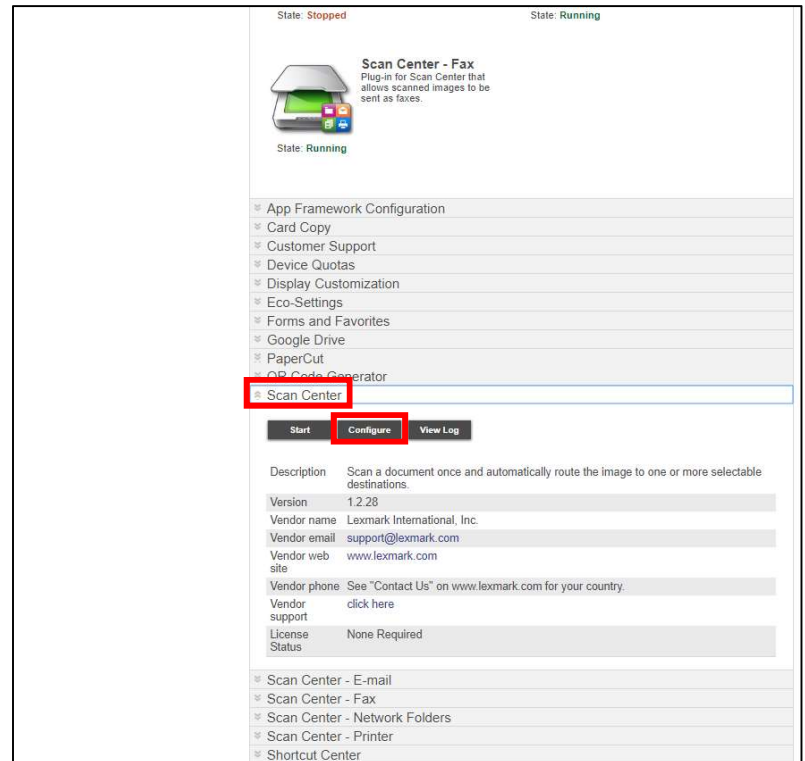 State: Stopped
State: Running
Scan Center - Fax
Plug-in for Scan Center that
allows scanned images to be
sent as faxes.
State: Running
App Framework Configuration
Card Copy
Customer Support
Device Quotas
Display Customization
Eco-Settings
Forms and Favorites
Google Drive
PaperCut
QR Code Generator
Scan Center
Start Configure View Log
Description Scan a document once and automatically route the image to one or more selectable
destinations.
Version 1.2.28
Vendor name Lexmark International, Inc.
Vendor email support@lexmark.com
Vendor web www.lexmark.com
site
Vendor phone See "Contact Us" on www.lexmark.com for your country.
Vendor click here
support
License None Required
Status
Scan Center - E-mail
Scan Center - Fax
Scan Center - Network Folders
Scan Center - Printer
Shortcut Center